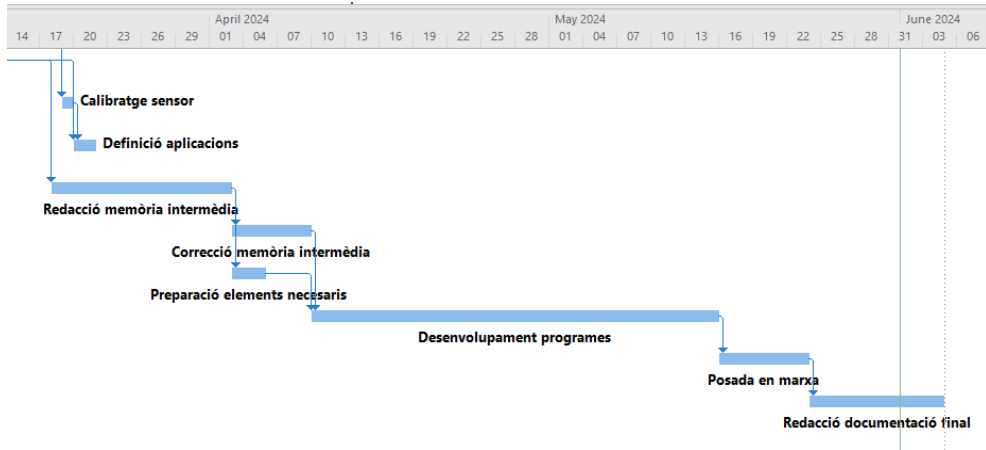 April 2024 May 2024 June 2024
14 17 20 23 26 29 01 04 07 10 13 16 19 22 25 28 01 04 07 10 13 16 19 22 25 28 31 03 06
Calibratge sensor
Definició aplicacions
Redacció memòria intermèdia
Correcció memòria intermèdia
Preparació elements necesaris
Desenvolupament programes
Posada en marxa
Redacció documentació final